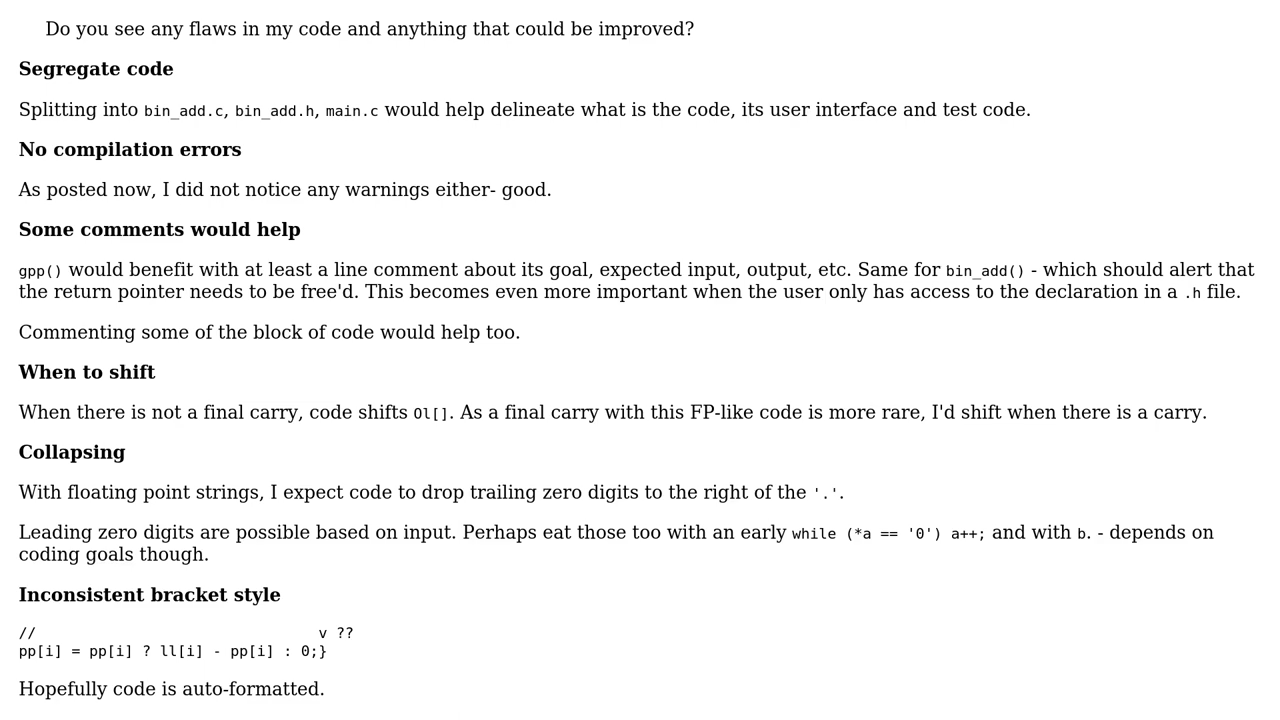 Do you see any flaws in my code and anything that could be improved?
Segregate code
Splitting into bin_add.c, bin_add.h, main.c would help delineate what is the code, its user interface and test code.
No compilation errors
As posted now, I did not notice any warnings either- good.
Some comments would help
gpp() would benefit with at least a line comment about its goal, expected input, output, etc. Same for bin_add() - which should alert that
the return pointer needs to be free'd. This becomes even more important when the user only has access to the declaration in a .h file.
Commenting some of the block of code would help too.
When to shift
When there is not a final carry, code shifts Ol[]. As a final carry with this FP-like code is more rare, I'd shift when there is a carry.
Collapsing
With floating point strings, I expect code to drop trailing zero digits to the right of the '.'.
Leading zero digits are possible based on input. Perhaps eat those too with an early while (*a == '0') a++; and with b. - depends on
coding goals though.
Inconsistent bracket style
//                                v ??
pp[i] = pp[i] ? ll[i] - pp[i] : 0;}
Hopefully code is auto-formatted.